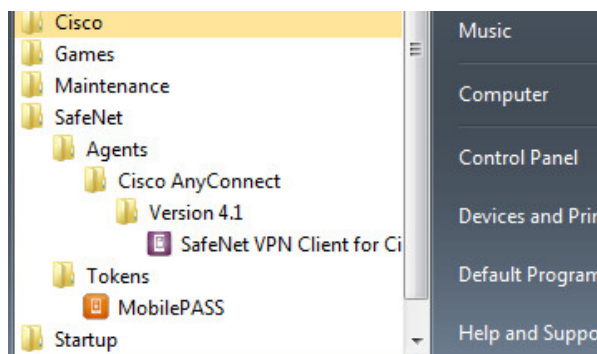 Cisco
Games
Maintenance
SafeNet
Agents
Cisco AnyConnect
Version 4.1
SafeNet VPN Client for Ci
Tokens
MobilePASS
Startup
Music
Computer
Control Panel
Devices and Prin
Default Program
Help and Suppo